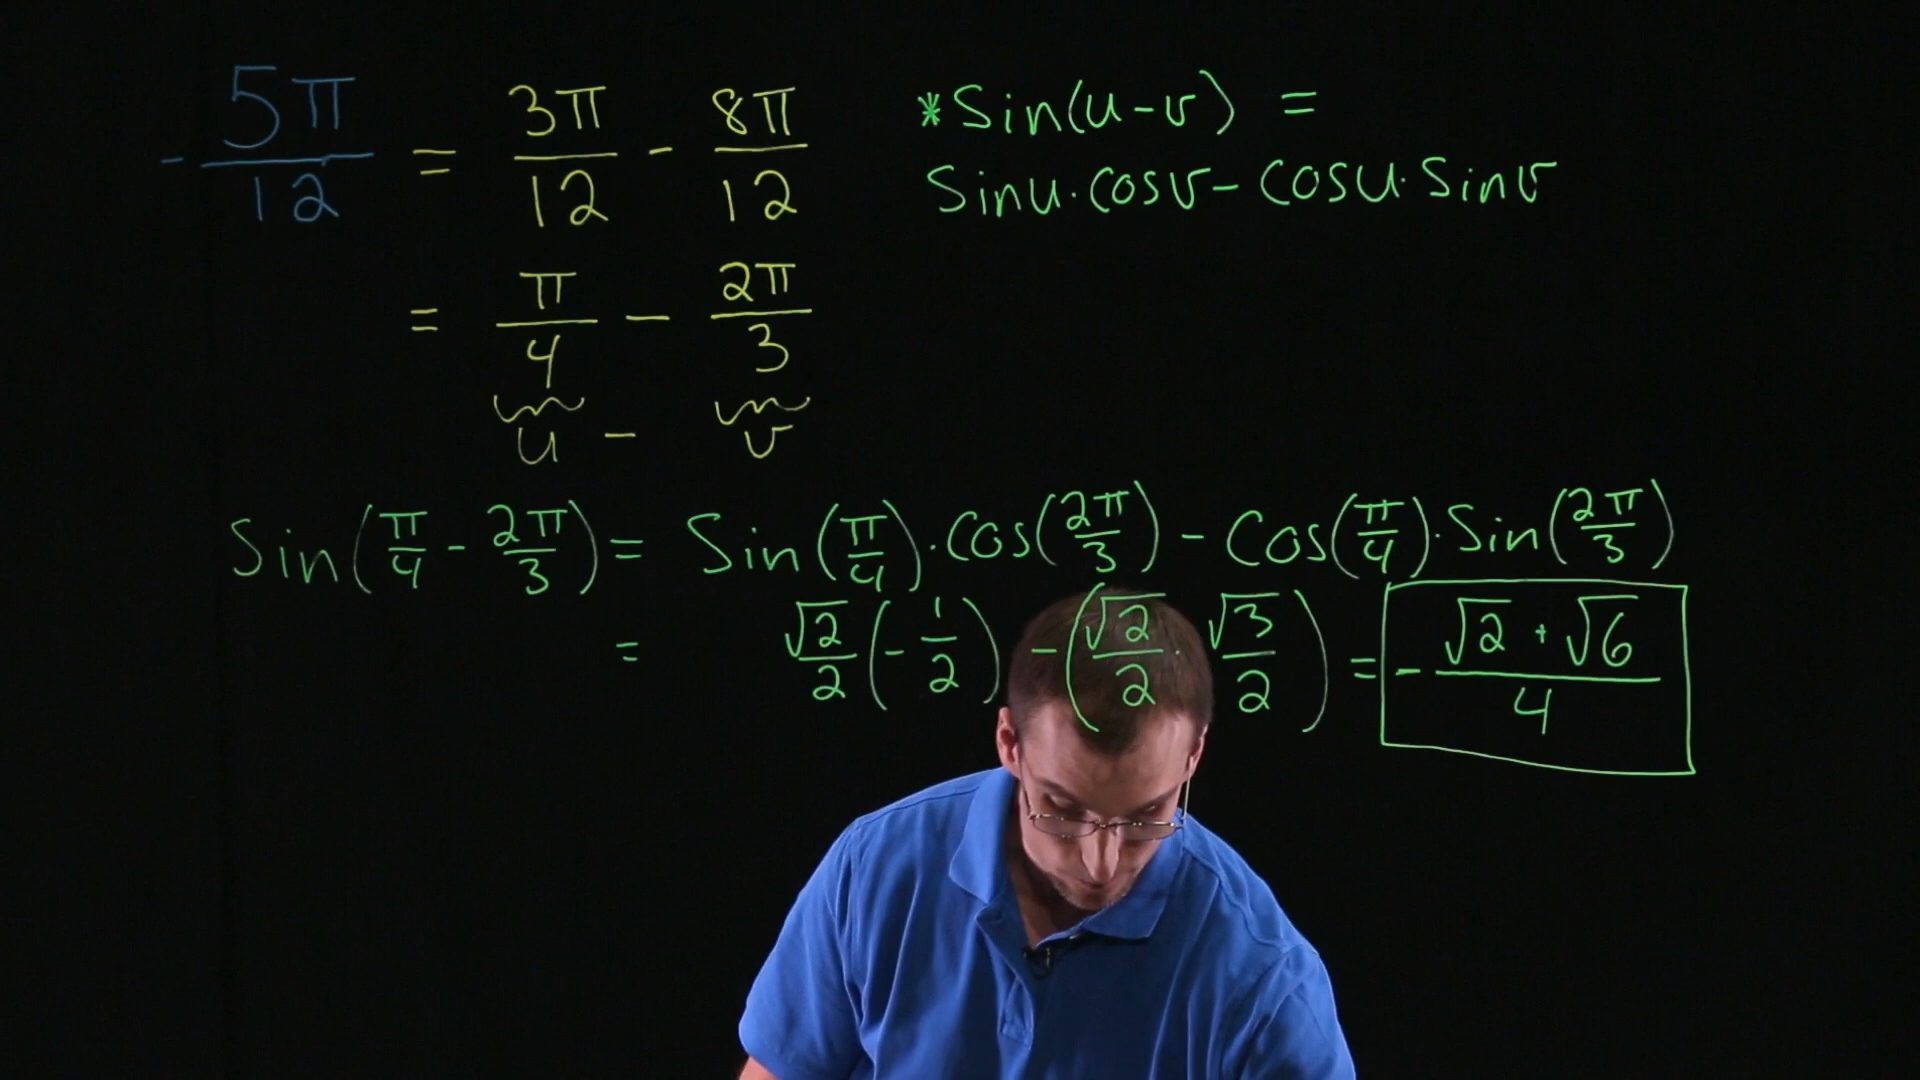 -5π/12 = 3π/12 - 8π/12
= π/4 - 2π/3
u - v
*Sin(u-v) =
Sinu·cosv - cosu·Sinv
Sin(π/4 - 2π/3) = Sin(π/4)·Cos(2π/3) - Cos(π/4)·Sin(2π/3)
= √2/2(-1/2) - (√2/2 · √3/2) = -(√2+√6)/4